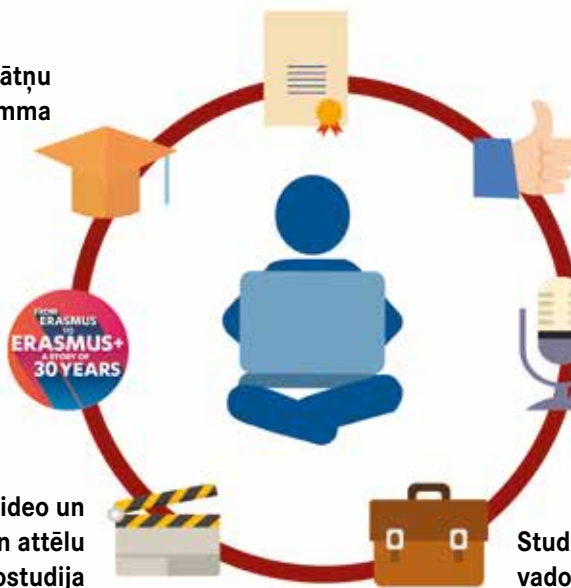 ātņu
mma
FROM
ERASMUS
TO
ERASMUS+
A STORY OF
30 YEARS
ideo un
n attēlu
ostudija
Stud
vado